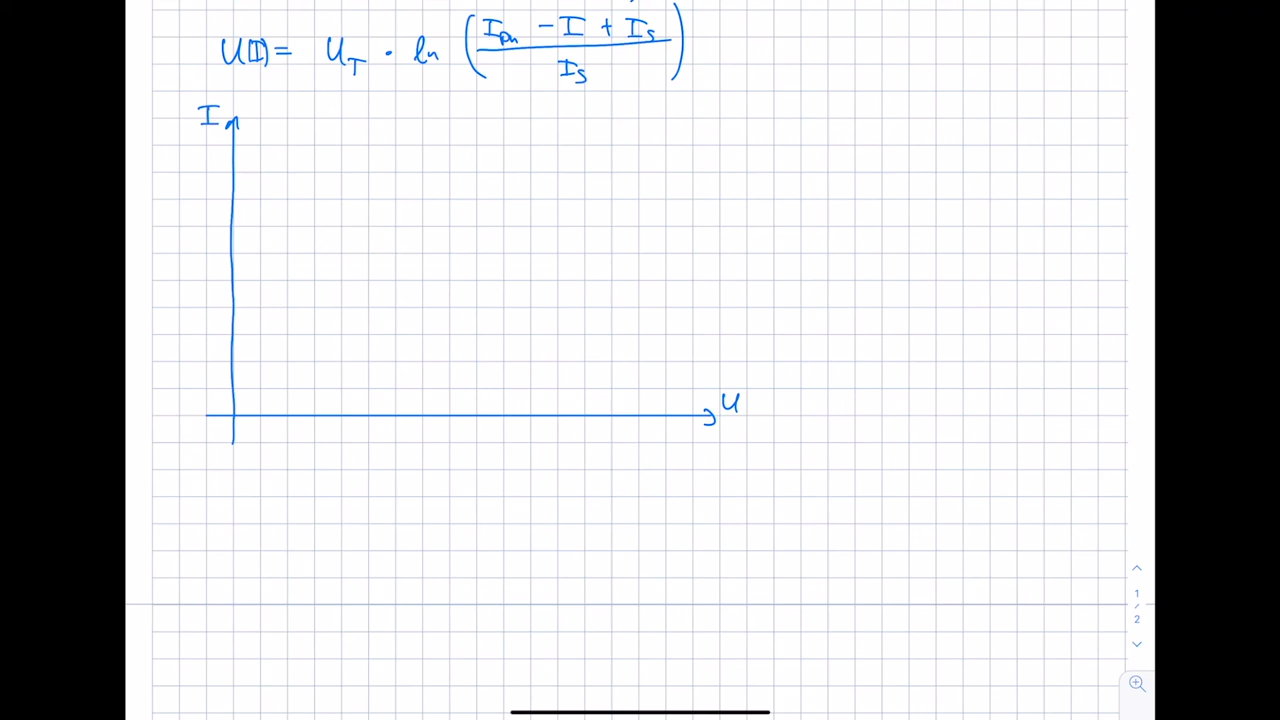 U(I) = U_T · ln ( (I_ph - I + I_s) / I_s )
I
U
1
/
2